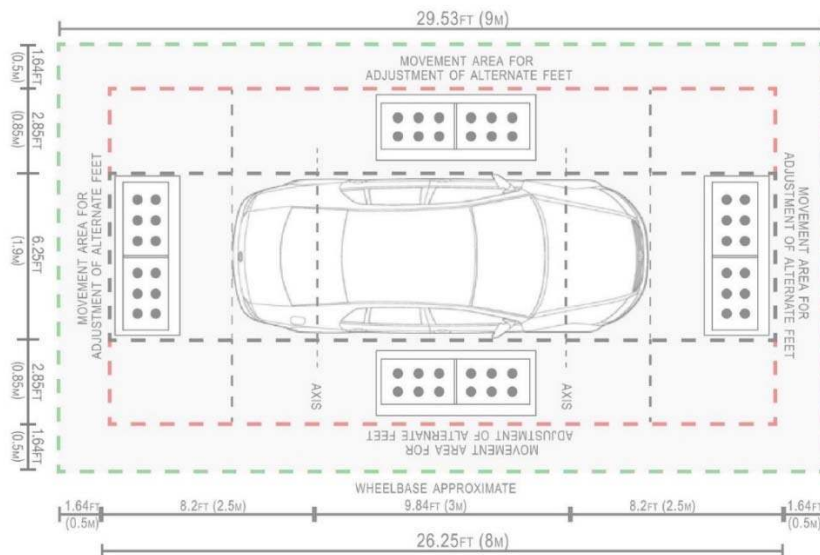 29.53FT (9M)
1.64FT
(0.5M)
2.85FT
(0.85M)
6.25FT
(1.9M)
2.85FT
(0.85M)
1.64FT
(0.5M)
MOVEMENT AREA FOR
ADJUSTMENT OF ALTERNATE FEET
MOVEMENT AREA FOR
ADJUSTMENT OF ALTERNATE FEET
MOVEMENT AREA FOR
ADJUSTMENT OF ALTERNATE FEET
AXIS
AXIS
MOVEMENT AREA FOR
ADJUSTMENT OF ALTERNATE FEET
WHEELBASE APPROXIMATE
1.64FT
(0.5M)
8.2FT (2.5M)
9.84FT (3M)
8.2FT (2.5M)
1.64FT
(0.5M)
26.25FT (8M)